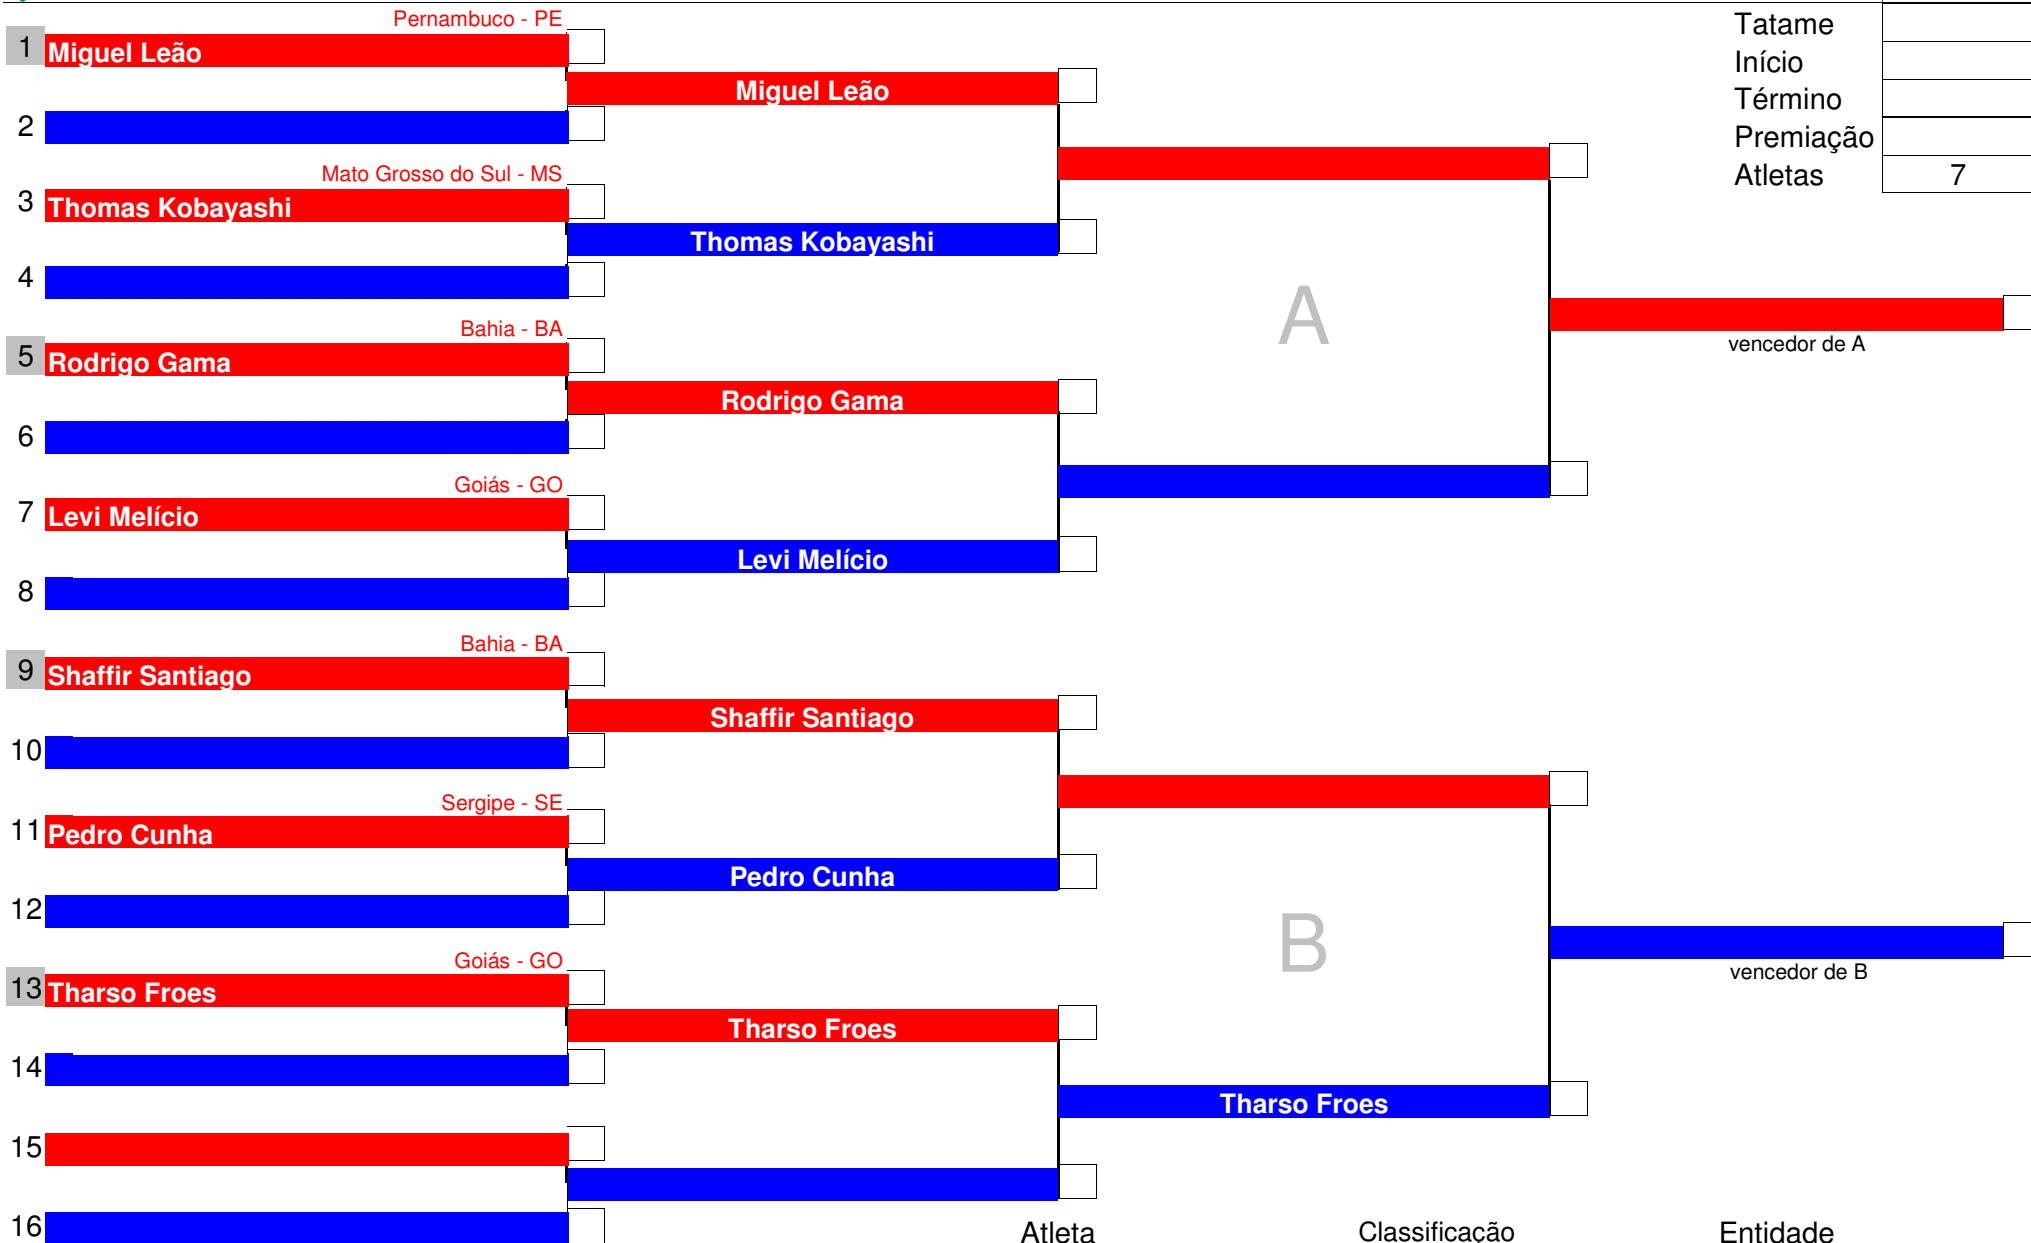 Pernambuco - PE
1 Miguel Leão
Miguel Leão
2
Mato Grosso do Sul - MS
3 Thomas Kobayashi
Thomas Kobayashi
4
Bahia - BA
5 Rodrigo Gama
Rodrigo Gama
6
Goiás - GO
7 Levi Melício
Levi Melício
8
Bahia - BA
9 Shaffir Santiago
Shaffir Santiago
10
Sergipe - SE
11 Pedro Cunha
Pedro Cunha
12
Goiás - GO
13 Tharso Froes
Tharso Froes
14
Tharso Froes
15
16
A
vencedor de A
B
vencedor de B
Tatame
Início
Término
Premiação
Atletas 7
Atleta Classificação Entidade